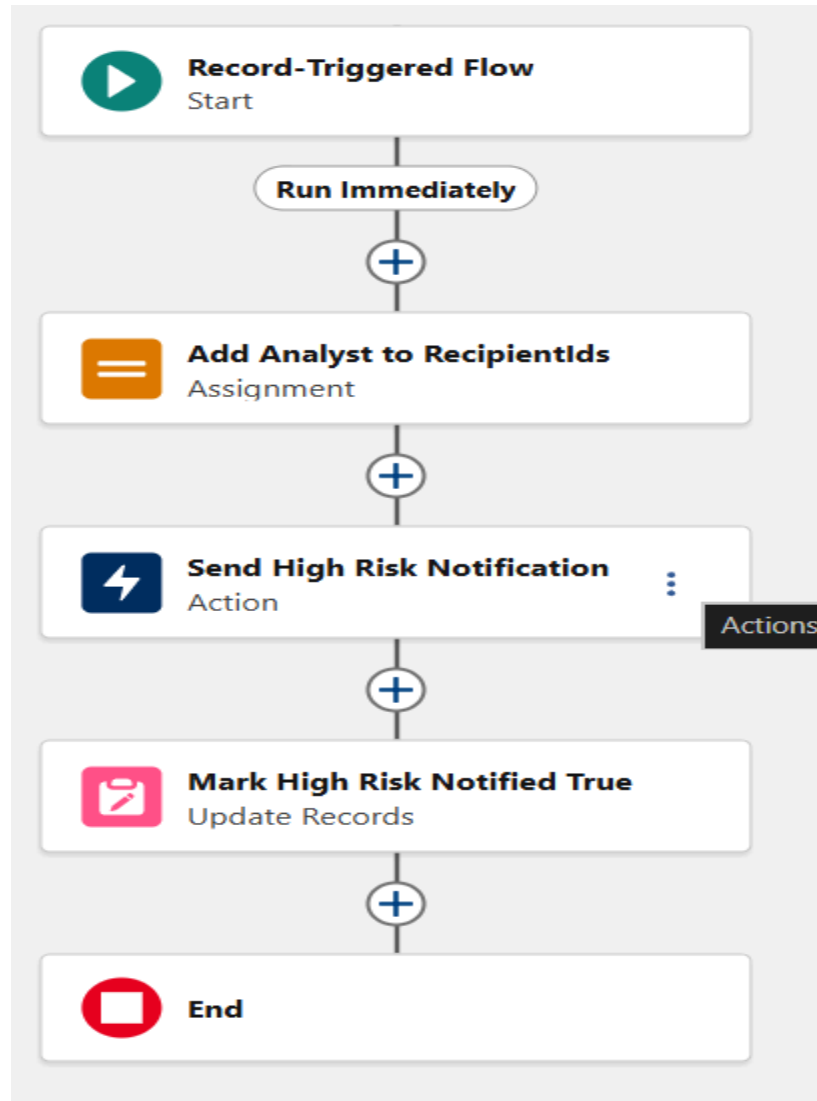 Record-Triggered Flow
Start
Run Immediately
Add Analyst to RecipientIds
Assignment
Send High Risk Notification
Action
Actions
Mark High Risk Notified True
Update Records
End